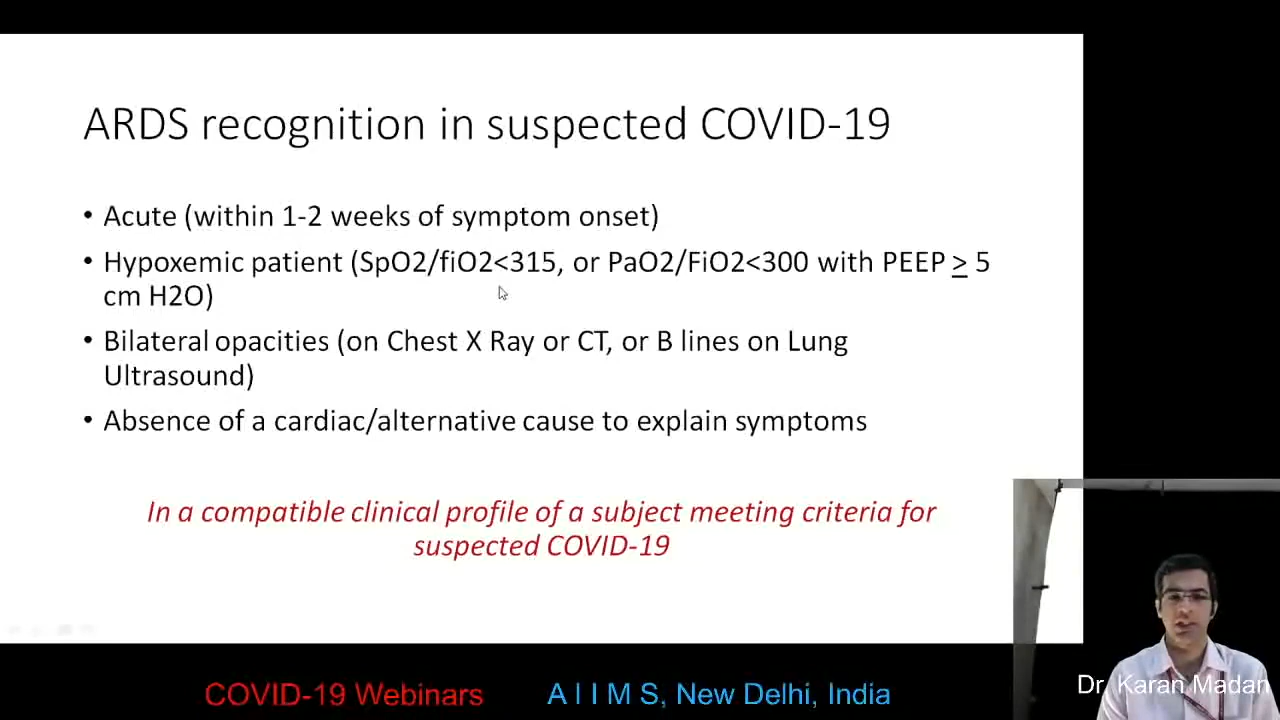 ARDS recognition in suspected COVID-19
• Acute (within 1-2 weeks of symptom onset)
• Hypoxemic patient (SpO2/fiO2<315, or PaO2/FiO2<300 with PEEP ≥ 5
cm H2O)
• Bilateral opacities (on Chest X Ray or CT, or B lines on Lung
Ultrasound)
• Absence of a cardiac/alternative cause to explain symptoms
In a compatible clinical profile of a subject meeting criteria for
suspected COVID-19
Dr. Karan Madan
COVID-19 Webinars A I I M S, New Delhi, India